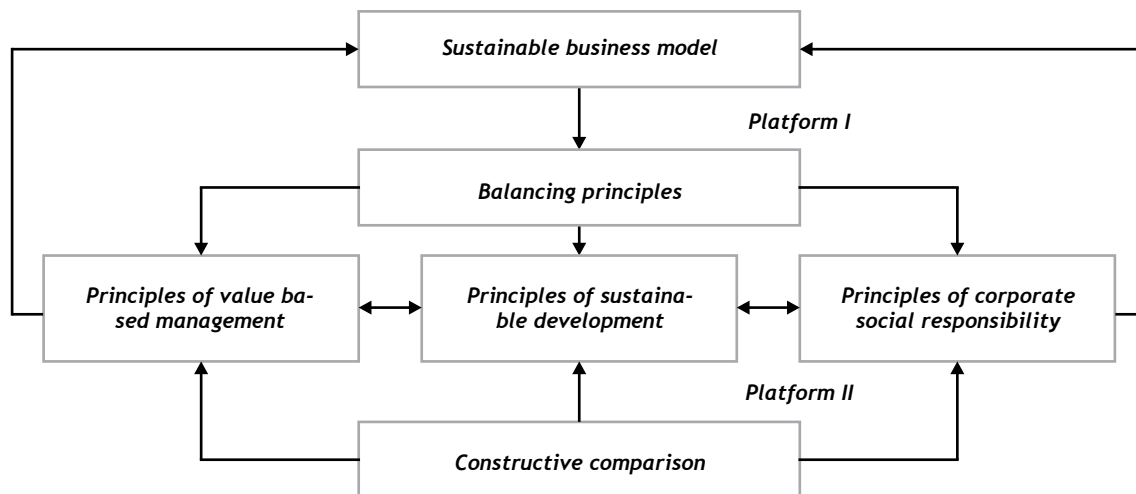 Sustainable business model
Platform I
Balancing principles
Principles of value ba-
sed management
Principles of sustaina-
ble development
Principles of corporate
social responsibility
Platform II
Constructive comparison